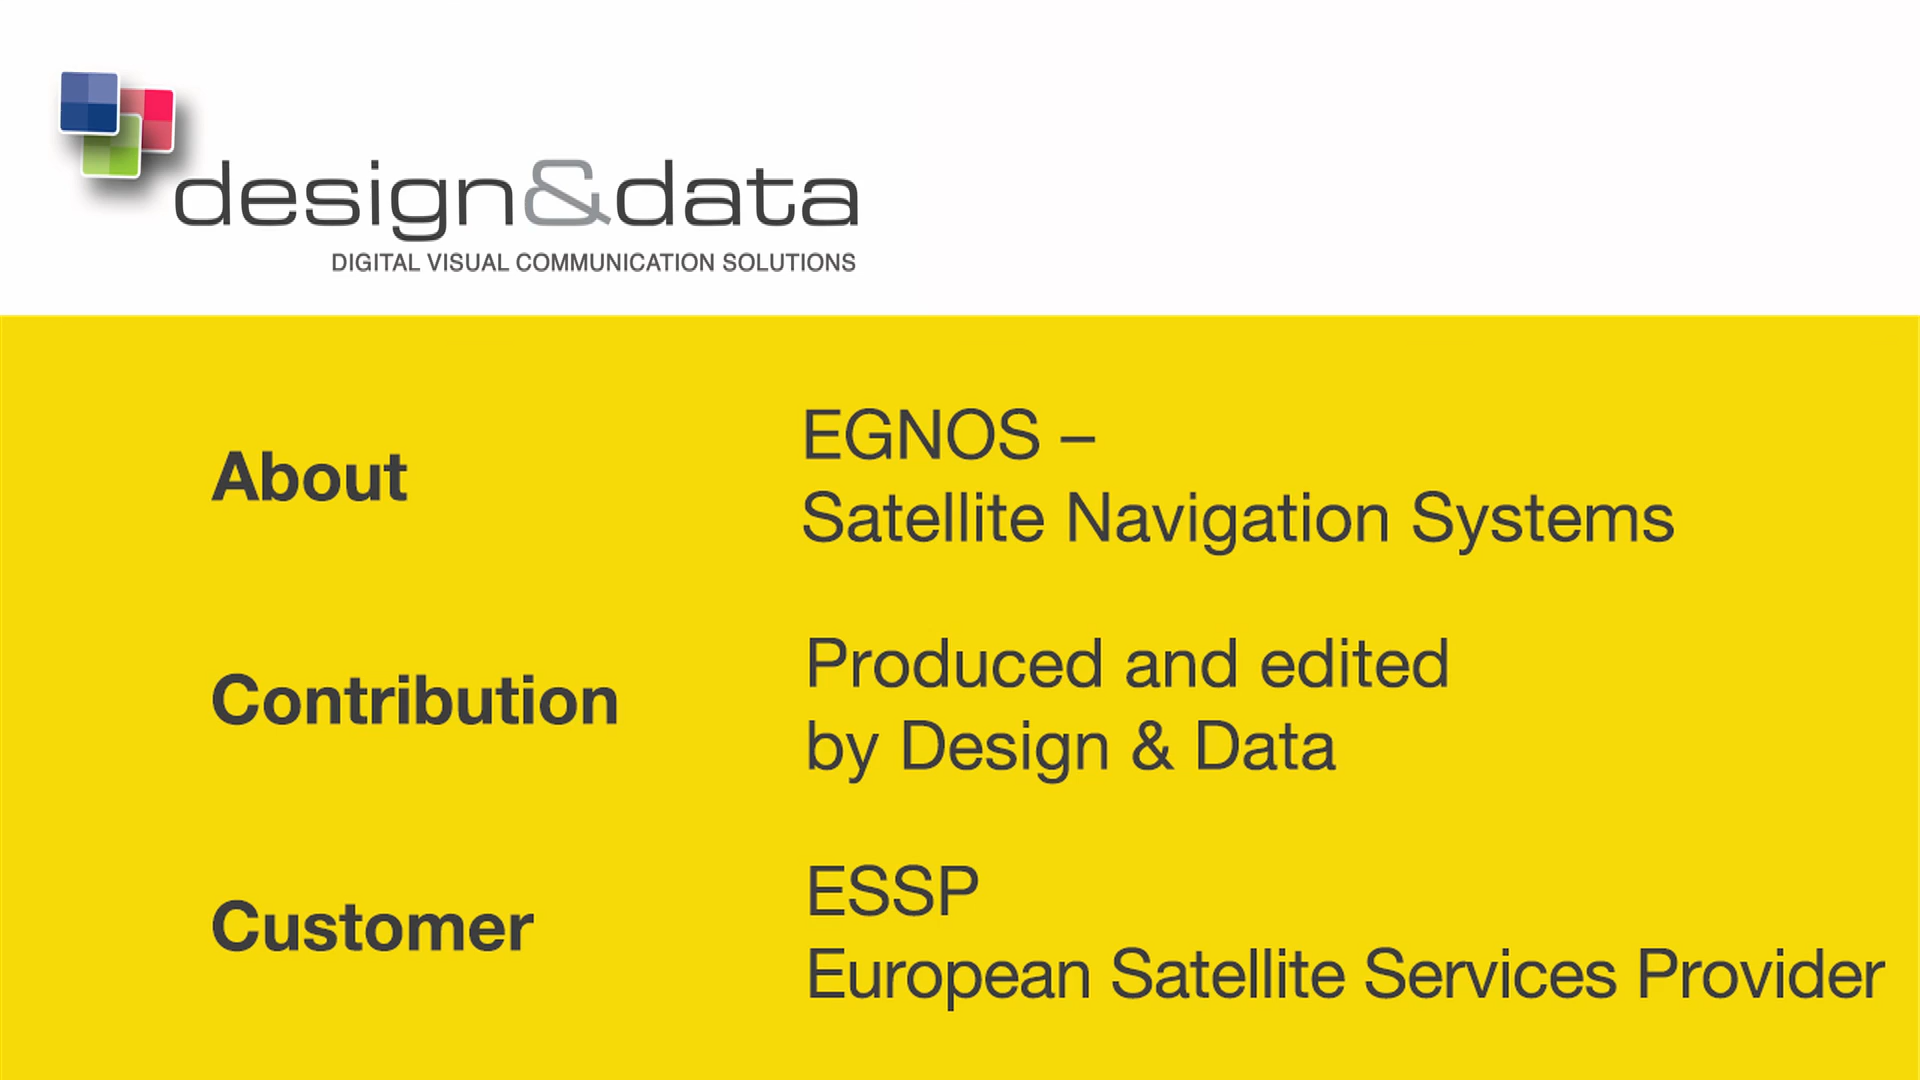 design&data
DIGITAL VISUAL COMMUNICATION SOLUTIONS
About
EGNOS –
Satellite Navigation Systems
Contribution
Produced and edited
by Design & Data
Customer
ESSP
European Satellite Services Provider